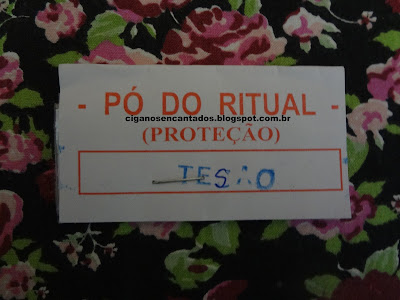 - PÓ DO RITUAL -
ciganosencantados.blogspot.com.br
(PROTEÇÃO)
TESÃO